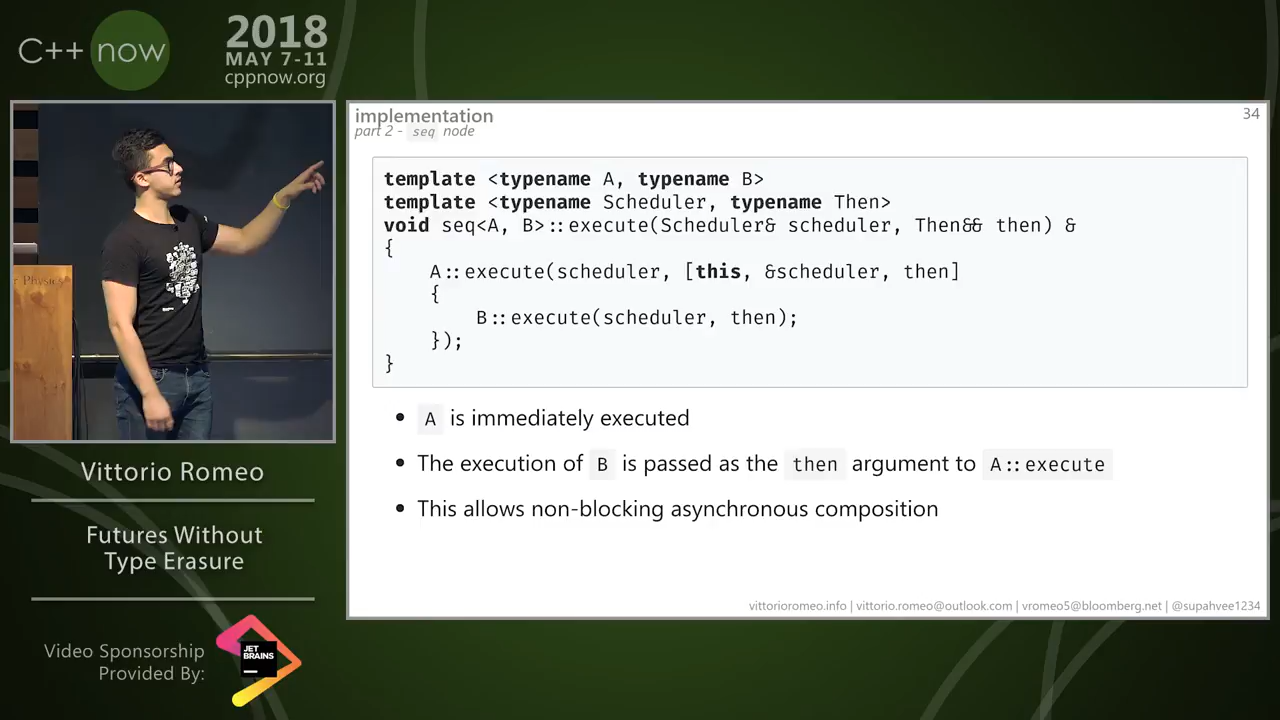 C++ now
2018
MAY 7-11
cppnow.org
implementation
part 2 - seq node
34
template <typename A, typename B>
template <typename Scheduler, typename Then>
void seq<A, B>::execute(Scheduler& scheduler, Then&& then) &
{
A::execute(scheduler, [this, &scheduler, then]
{
B::execute(scheduler, then);
});
}
• A is immediately executed
• The execution of B is passed as the then argument to A::execute
• This allows non-blocking asynchronous composition
vittorioromeo.info | vittorio.romeo@outlook.com | vromeo5@bloomberg.net | @supahvee1234
Vittorio Romeo
Futures Without
Type Erasure
Video Sponsorship
Provided By:
JET
BRAINS